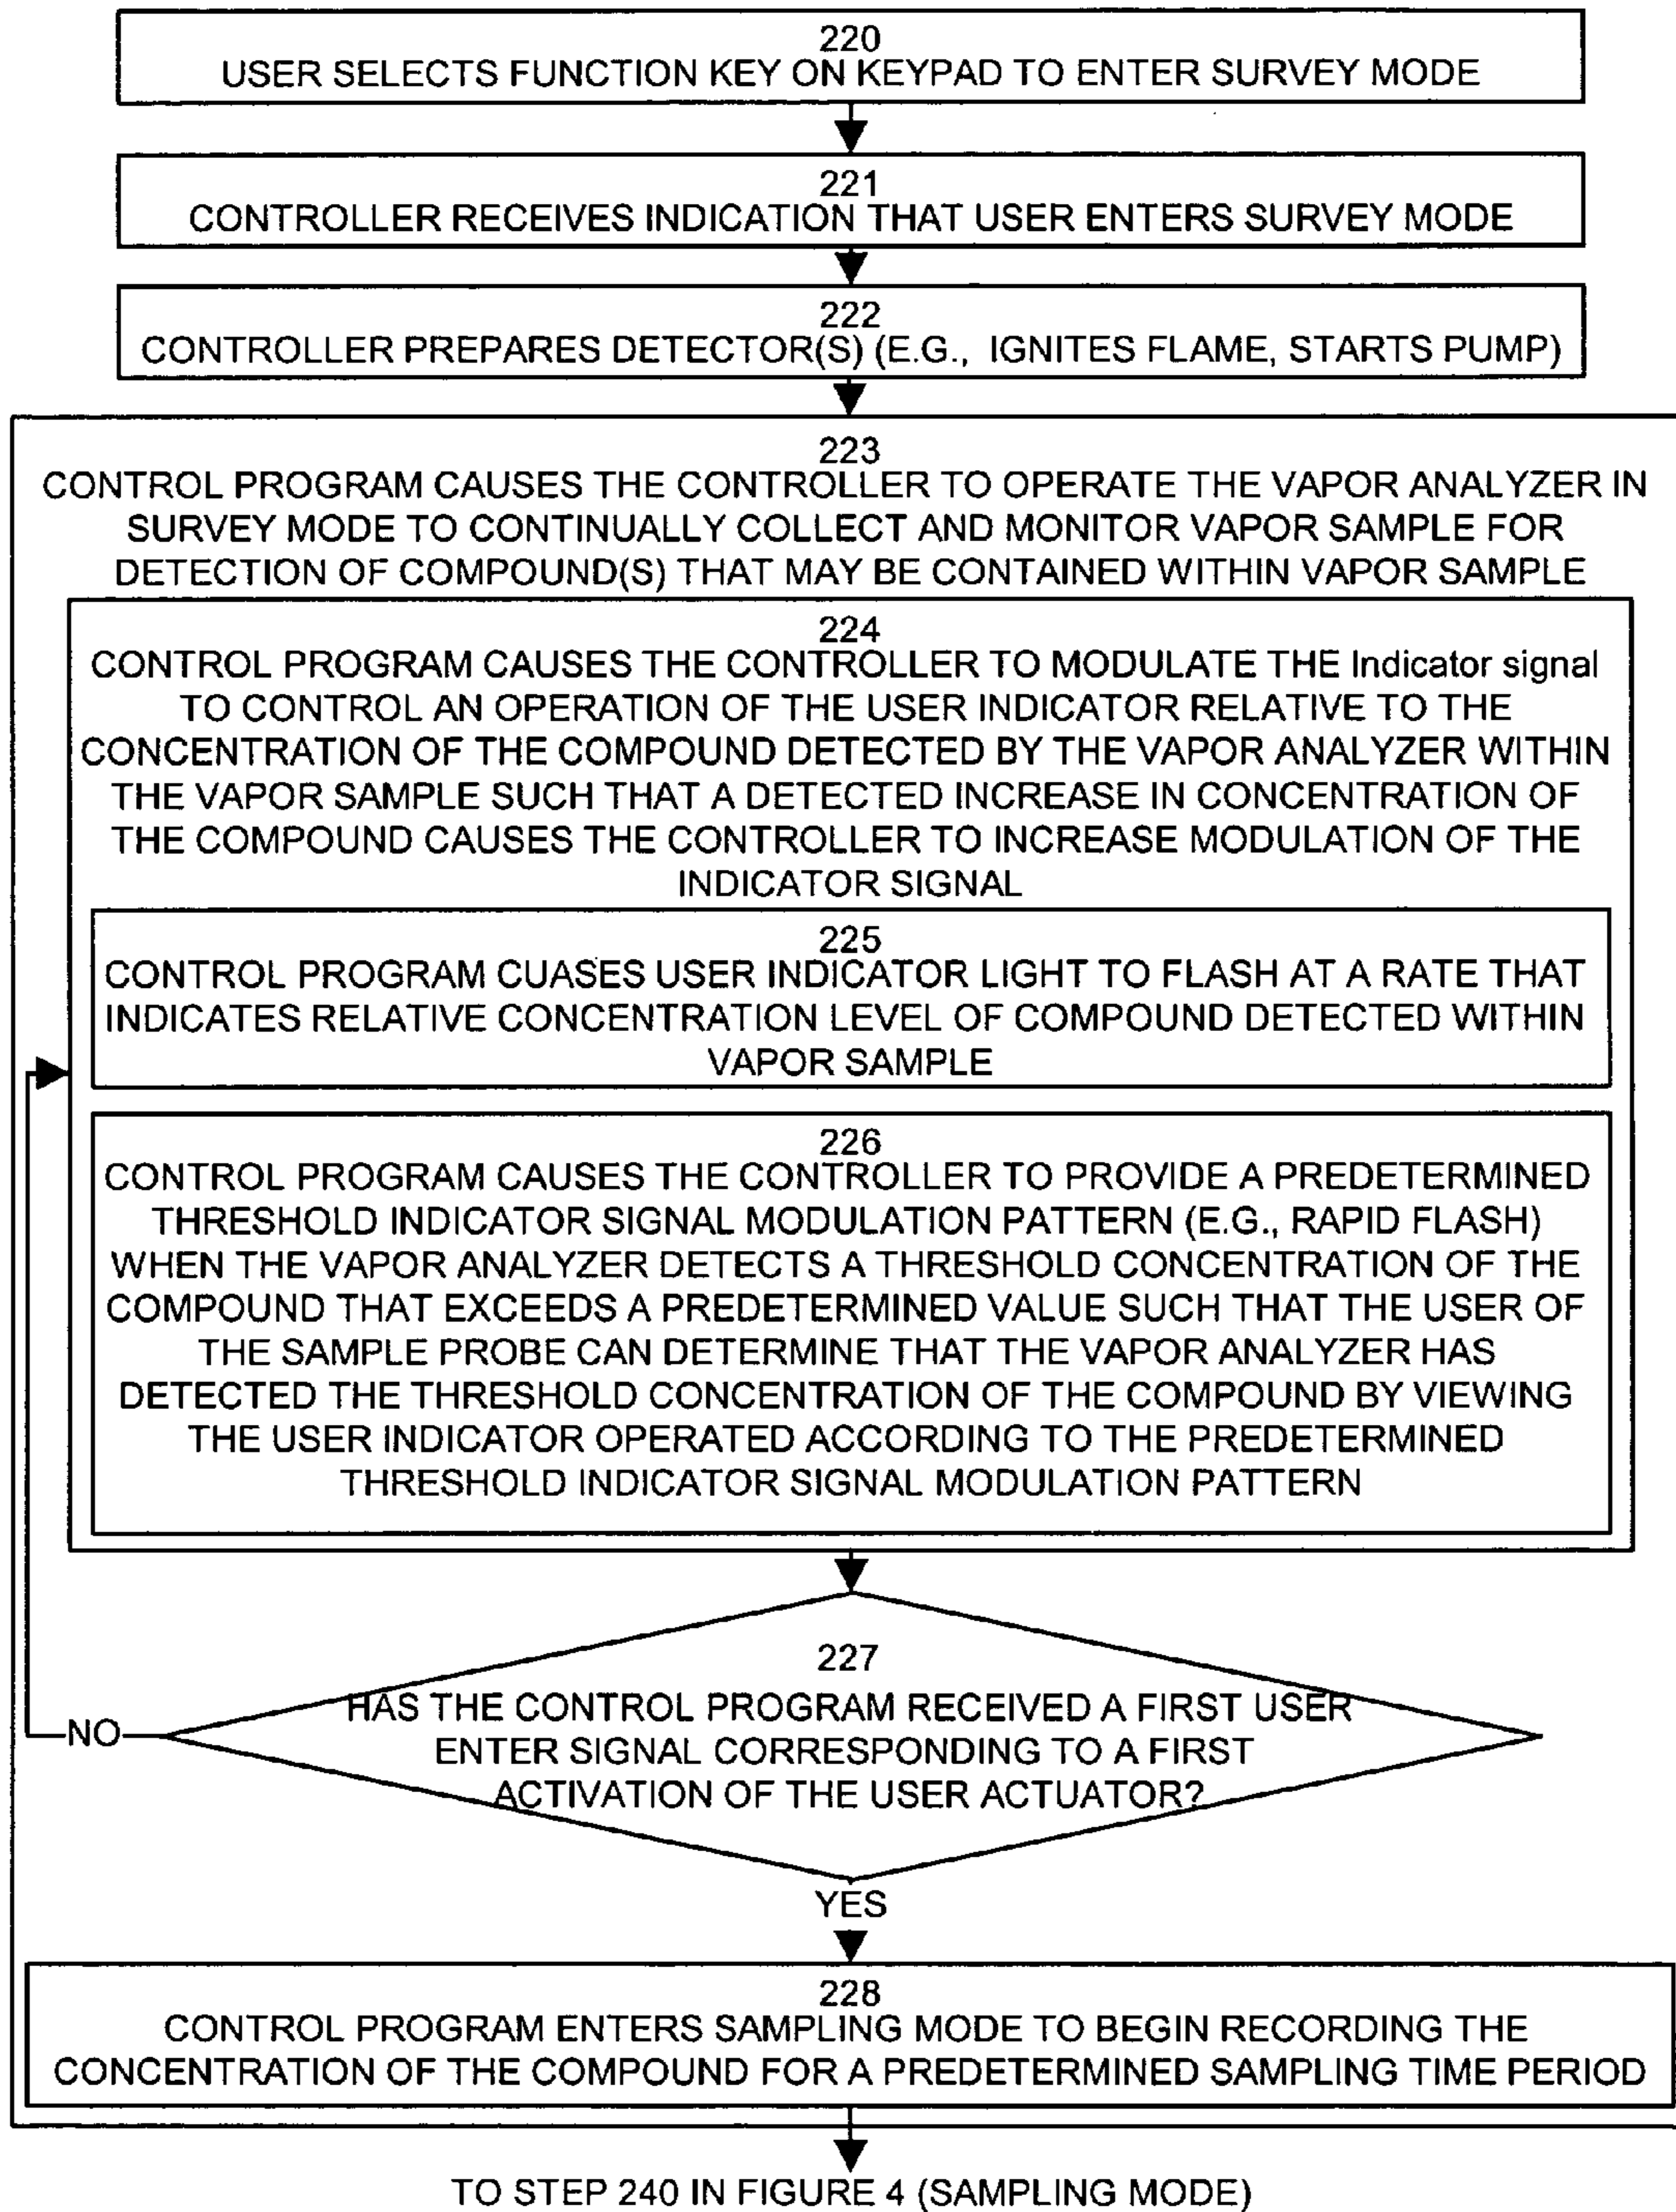 220
USER SELECTS FUNCTION KEY ON KEYPAD TO ENTER SURVEY MODE
221
CONTROLLER RECEIVES INDICATION THAT USER ENTERS SURVEY MODE
222
CONTROLLER PREPARES DETECTOR(S) (E.G., IGNITES FLAME, STARTS PUMP)
223
CONTROL PROGRAM CAUSES THE CONTROLLER TO OPERATE THE VAPOR ANALYZER IN
SURVEY MODE TO CONTINUALLY COLLECT AND MONITOR VAPOR SAMPLE FOR
DETECTION OF COMPOUND(S) THAT MAY BE CONTAINED WITHIN VAPOR SAMPLE
224
CONTROL PROGRAM CAUSES THE CONTROLLER TO MODULATE THE Indicator signal
TO CONTROL AN OPERATION OF THE USER INDICATOR RELATIVE TO THE
CONCENTRATION OF THE COMPOUND DETECTED BY THE VAPOR ANALYZER WITHIN
THE VAPOR SAMPLE SUCH THAT A DETECTED INCREASE IN CONCENTRATION OF
THE COMPOUND CAUSES THE CONTROLLER TO INCREASE MODULATION OF THE
INDICATOR SIGNAL
225
CONTROL PROGRAM CUASES USER INDICATOR LIGHT TO FLASH AT A RATE THAT
INDICATES RELATIVE CONCENTRATION LEVEL OF COMPOUND DETECTED WITHIN
VAPOR SAMPLE
226
CONTROL PROGRAM CAUSES THE CONTROLLER TO PROVIDE A PREDETERMINED
THRESHOLD INDICATOR SIGNAL MODULATION PATTERN (E.G., RAPID FLASH)
WHEN THE VAPOR ANALYZER DETECTS A THRESHOLD CONCENTRATION OF THE
COMPOUND THAT EXCEEDS A PREDETERMINED VALUE SUCH THAT THE USER OF
THE SAMPLE PROBE CAN DETERMINE THAT THE VAPOR ANALYZER HAS
DETECTED THE THRESHOLD CONCENTRATION OF THE COMPOUND BY VIEWING
THE USER INDICATOR OPERATED ACCORDING TO THE PREDETERMINED
THRESHOLD INDICATOR SIGNAL MODULATION PATTERN
227
HAS THE CONTROL PROGRAM RECEIVED A FIRST USER
ENTER SIGNAL CORRESPONDING TO A FIRST
ACTIVATION OF THE USER ACTUATOR?
NO
YES
228
CONTROL PROGRAM ENTERS SAMPLING MODE TO BEGIN RECORDING THE
CONCENTRATION OF THE COMPOUND FOR A PREDETERMINED SAMPLING TIME PERIOD
TO STEP 240 IN FIGURE 4 (SAMPLING MODE)